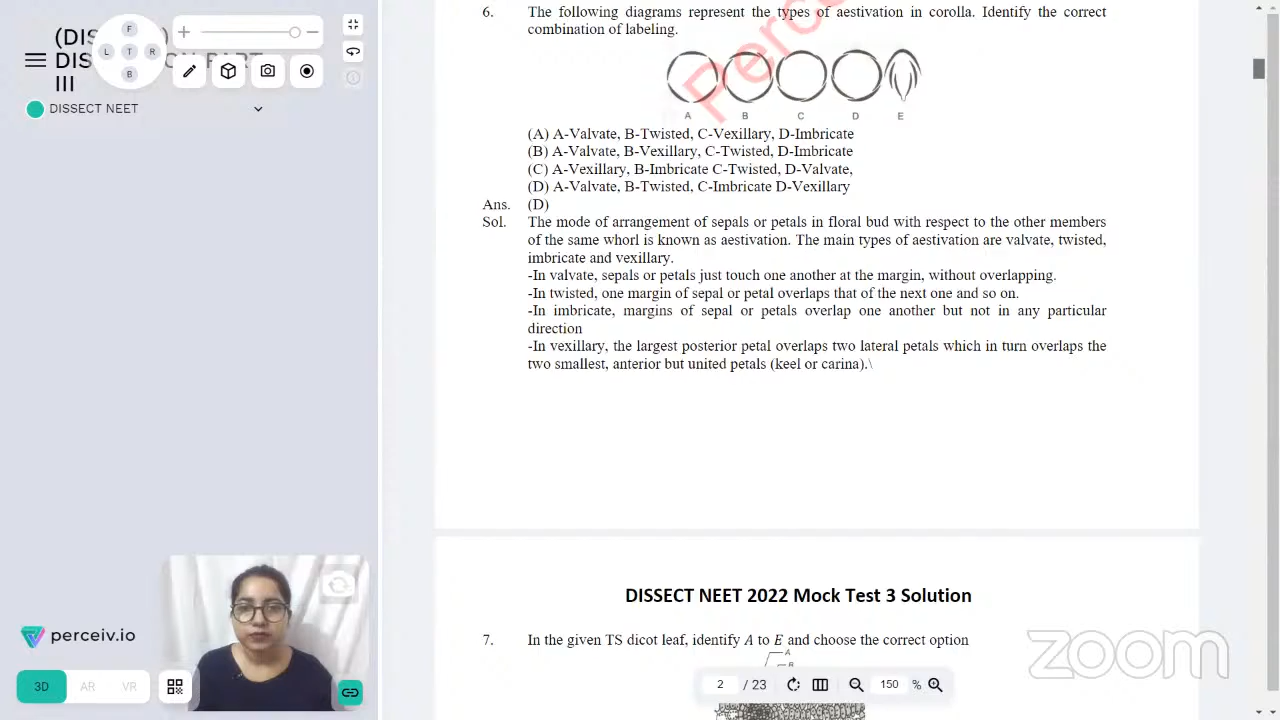 (DIS
DIS
III
DISSECT NEET
F
L T R
B
6. The following diagrams represent the types of aestivation in corolla. Identify the correct
combination of labeling.
A B C D E
(A) A-Valvate, B-Twisted, C-Vexillary, D-Imbricate
(B) A-Valvate, B-Vexillary, C-Twisted, D-Imbricate
(C) A-Vexillary, B-Imbricate C-Twisted, D-Valvate,
(D) A-Valvate, B-Twisted, C-Imbricate D-Vexillary
Ans. (D)
Sol. The mode of arrangement of sepals or petals in floral bud with respect to the other members
of the same whorl is known as aestivation. The main types of aestivation are valvate, twisted,
imbricate and vexillary.
-In valvate, sepals or petals just touch one another at the margin, without overlapping.
-In twisted, one margin of sepal or petal overlaps that of the next one and so on.
-In imbricate, margins of sepal or petals overlap one another but not in any particular
direction
-In vexillary, the largest posterior petal overlaps two lateral petals which in turn overlaps the
two smallest, anterior but united petals (keel or carina).\
DISSECT NEET 2022 Mock Test 3 Solution
7. In the given TS dicot leaf, identify A to E and choose the correct option
A
B
2 / 23 150 %
perceiv.io
3D AR VR
zoom
Perc